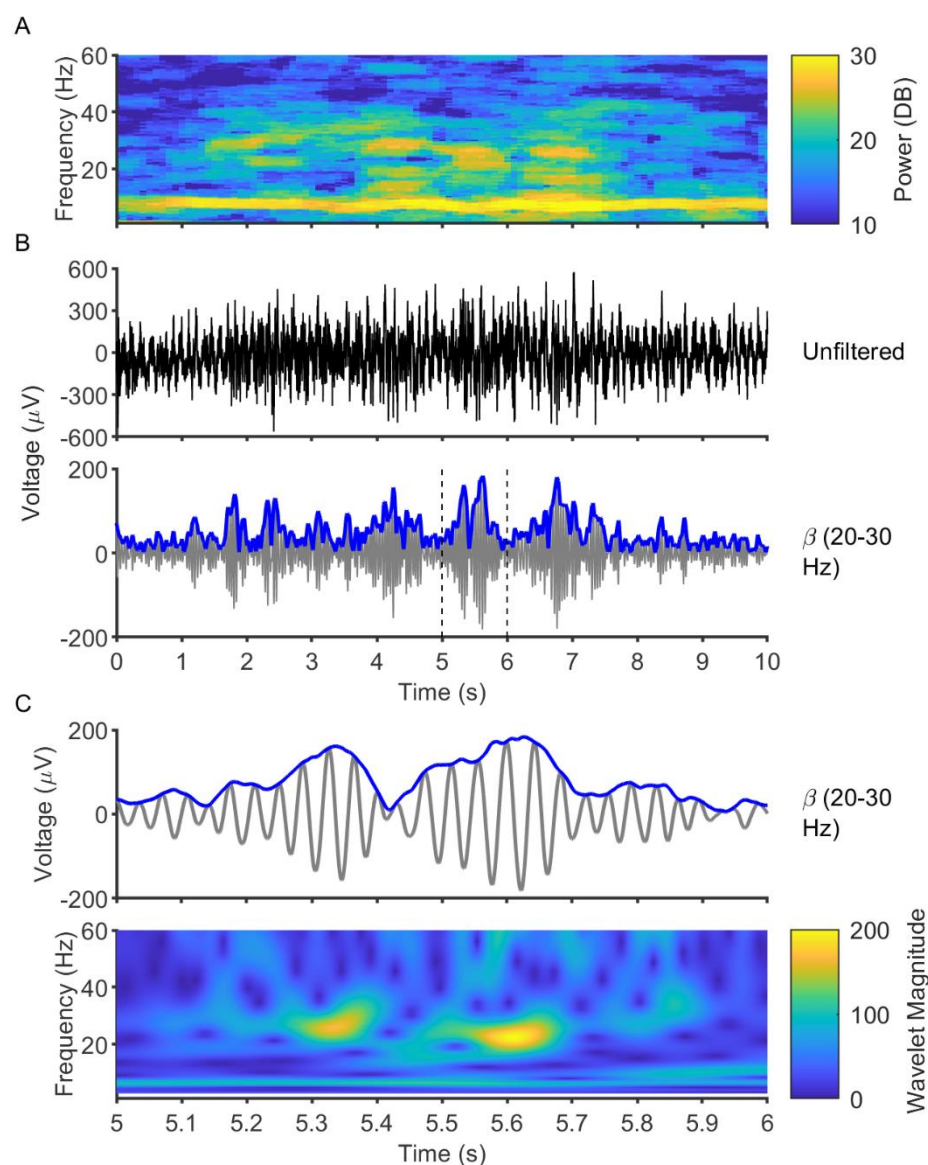 A
60
40
20
Frequency (Hz)
30
20
10
Power (DB)
B
600
300
0
-300
-600
Unfiltered
Voltage (μV)
200
0
-200
β (20-30
Hz)
0 1 2 3 4 5 6 7 8 9 10
Time (s)
C
200
0
-200
Voltage (μV)
β (20-30
Hz)
60
40
20
Frequency (Hz)
200
100
0
Wavelet Magnitude
5 5.1 5.2 5.3 5.4 5.5 5.6 5.7 5.8 5.9 6
Time (s)